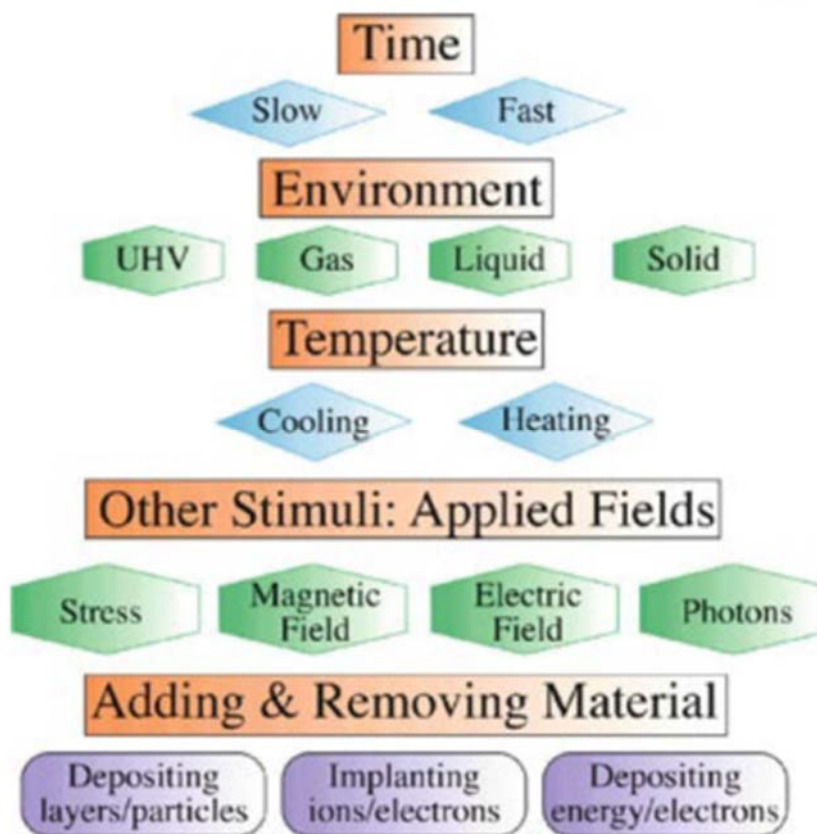 Time
Slow Fast
Environment
UHV Gas Liquid Solid
Temperature
Cooling Heating
Other Stimuli: Applied Fields
Stress Magnetic Field Electric Field Photons
Adding & Removing Material
Depositing layers/particles Implanting ions/electrons Depositing energy/electrons